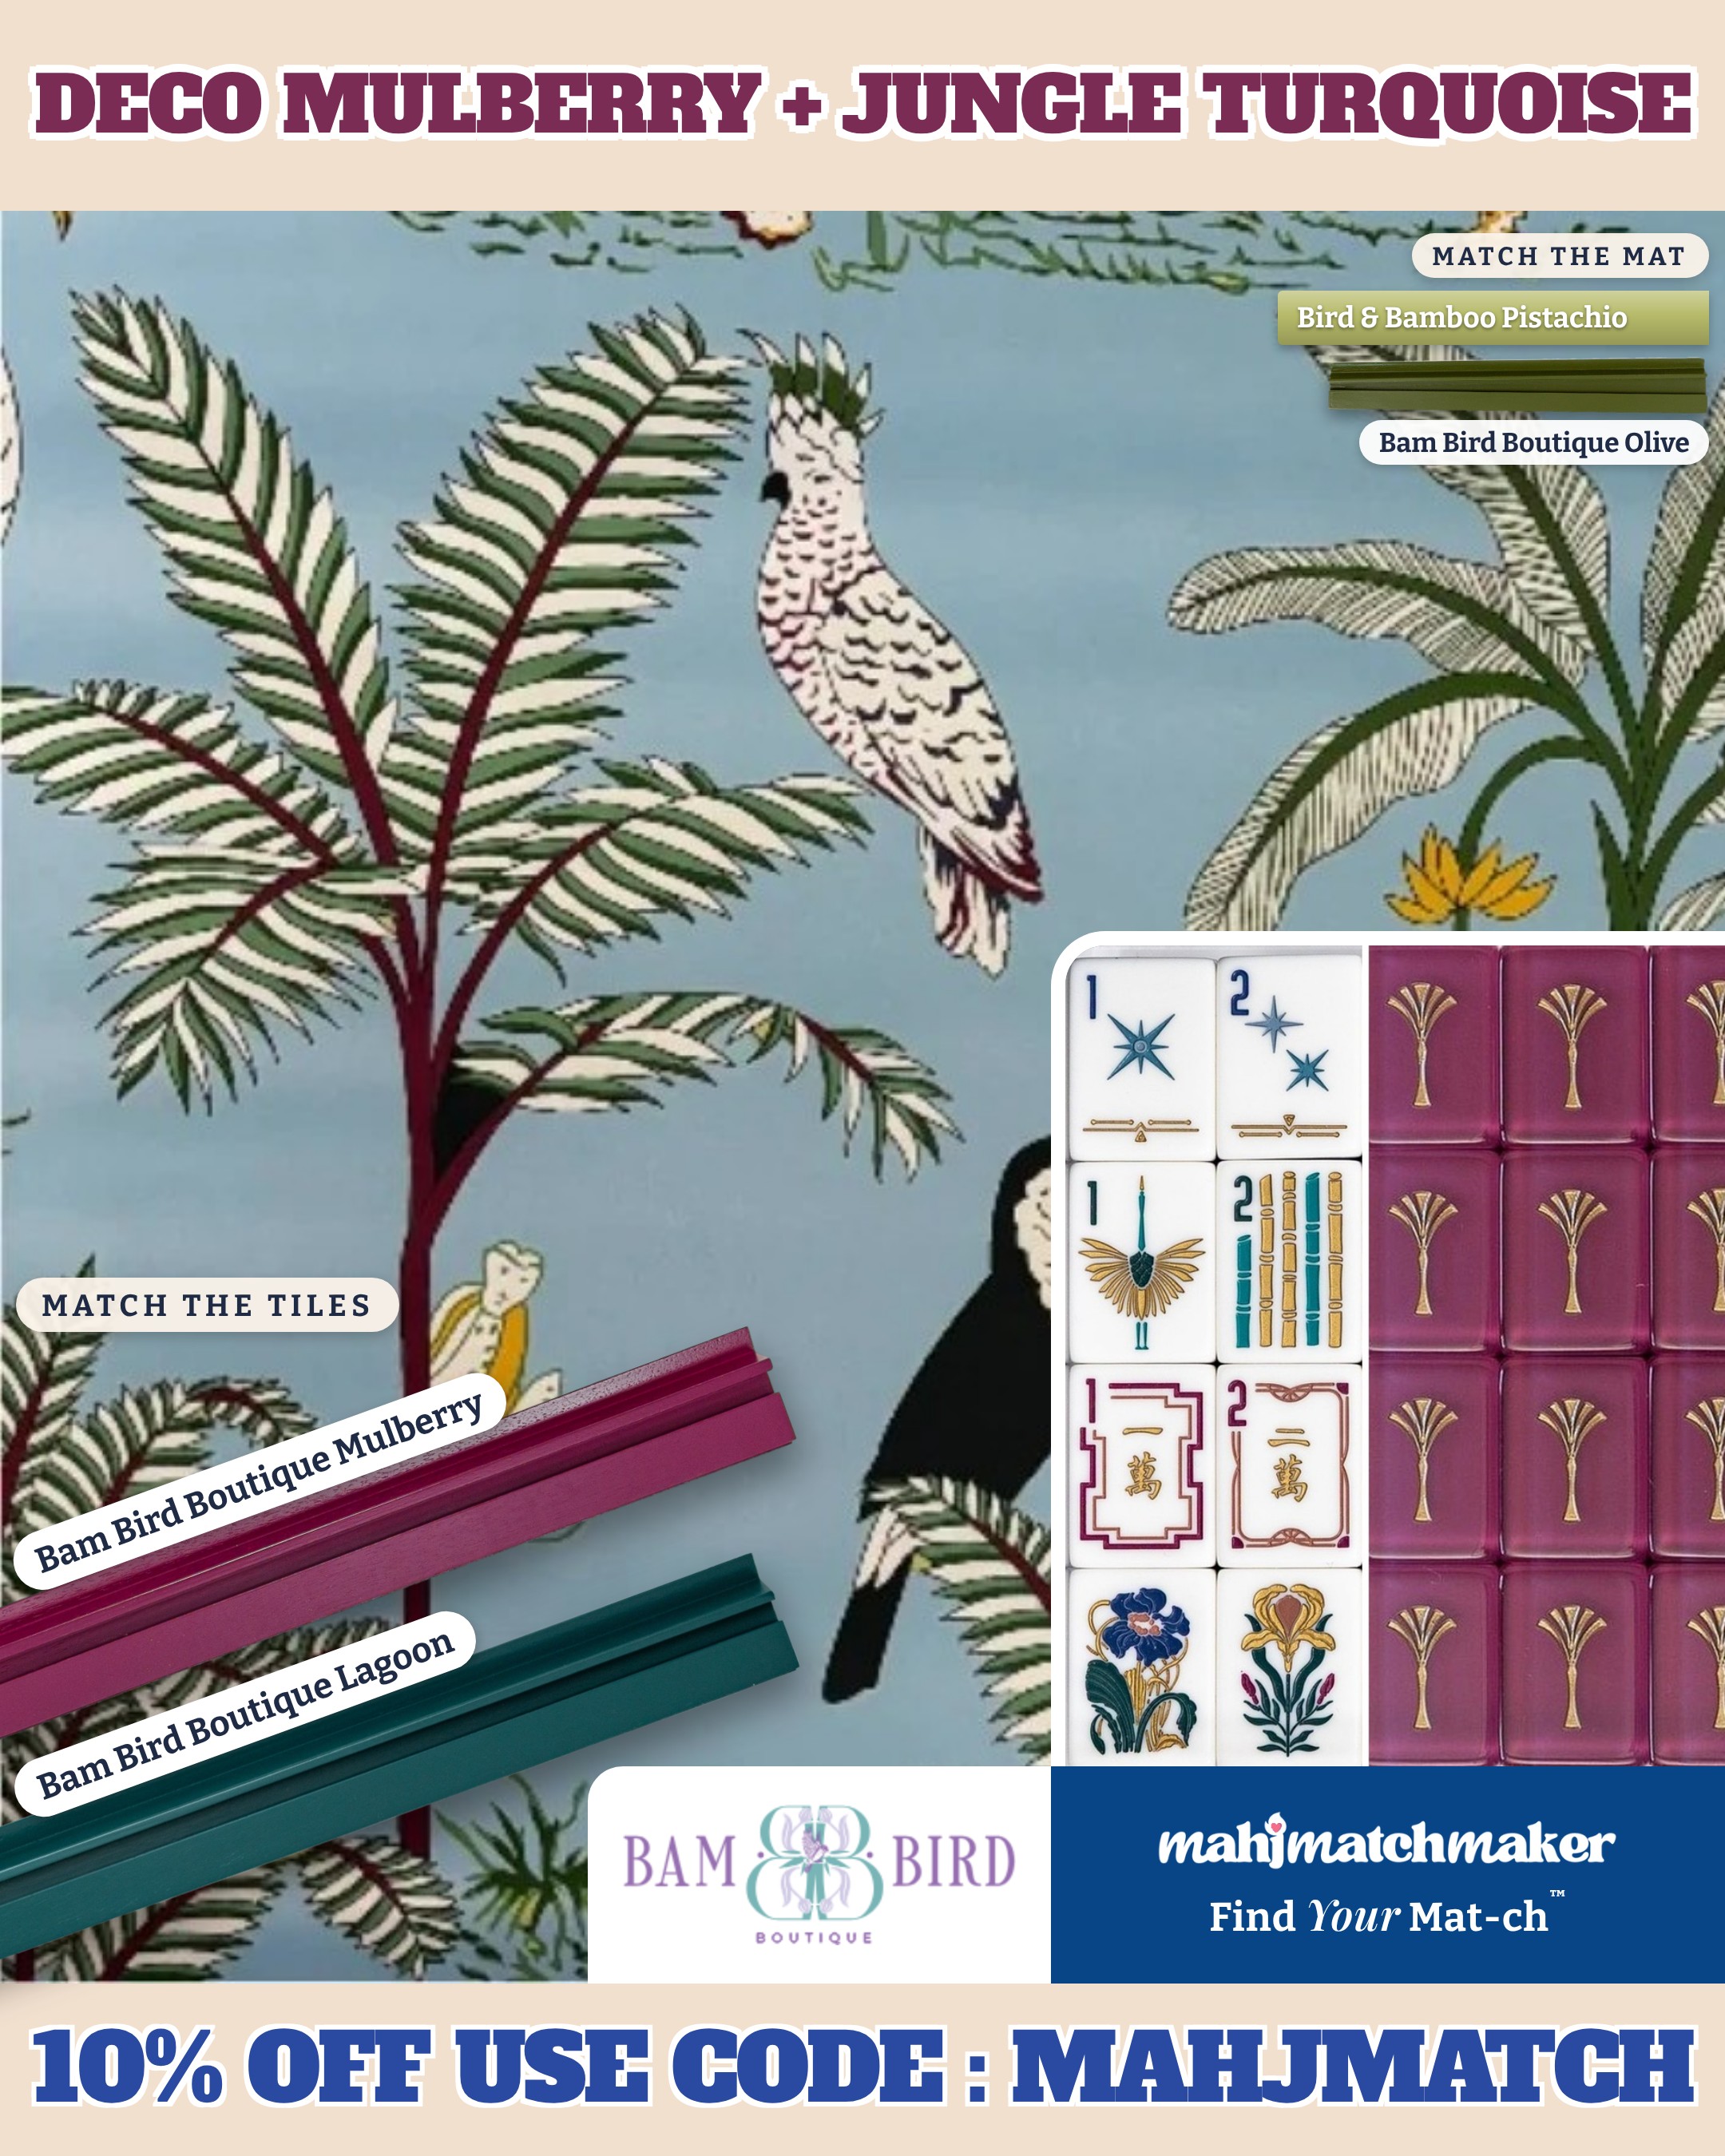 DECO MULBERRY + JUNGLE TURQUOISE
MATCH THE MAT
Bird & Bamboo Pistachio
Bam Bird Boutique Olive
1
2
1
2
1
一
萬
2
二
萬
MATCH THE TILES
Bam Bird Boutique Mulberry
Bam Bird Boutique Lagoon
BAM BIRD
BOUTIQUE
mahjmatchmaker
Find Your Mat-ch™
10% OFF USE CODE : MAHJMATCH